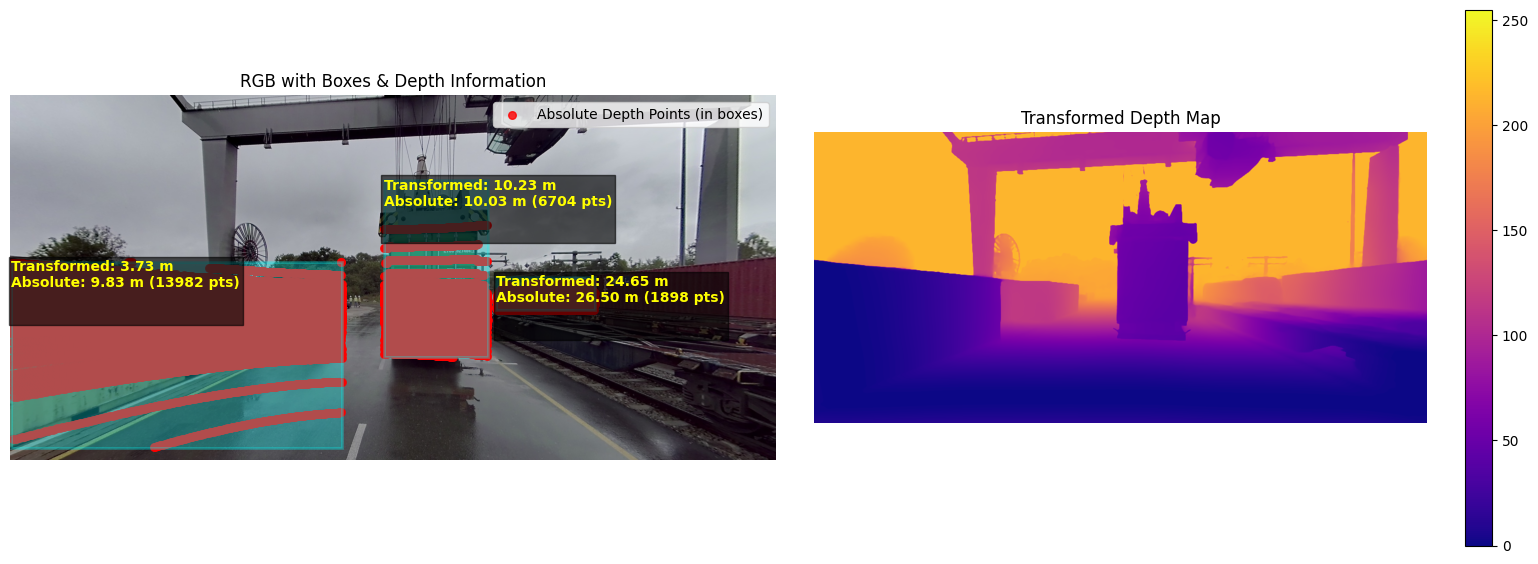 RGB with Boxes & Depth Information
Absolute Depth Points (in boxes)
Transformed: 10.23 m
Absolute: 10.03 m (6704 pts)
Transformed: 3.73 m
Absolute: 9.83 m (13982 pts)
Transformed: 24.65 m
Absolute: 26.50 m (1898 pts)
Transformed Depth Map
250
200
150
100
50
0